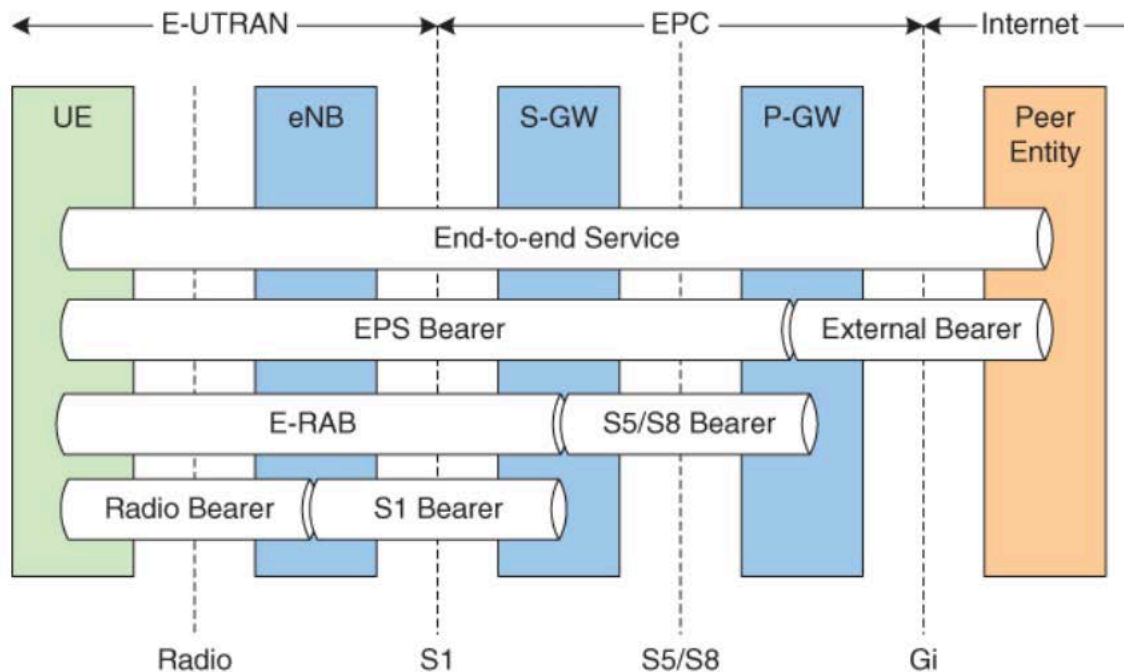 E-UTRAN EPC Internet
UE eNB S-GW P-GW Peer
Entity
End-to-end Service
EPS Bearer External Bearer
E-RAB S5/S8 Bearer
Radio Bearer S1 Bearer
Radio S1 S5/S8 Gi